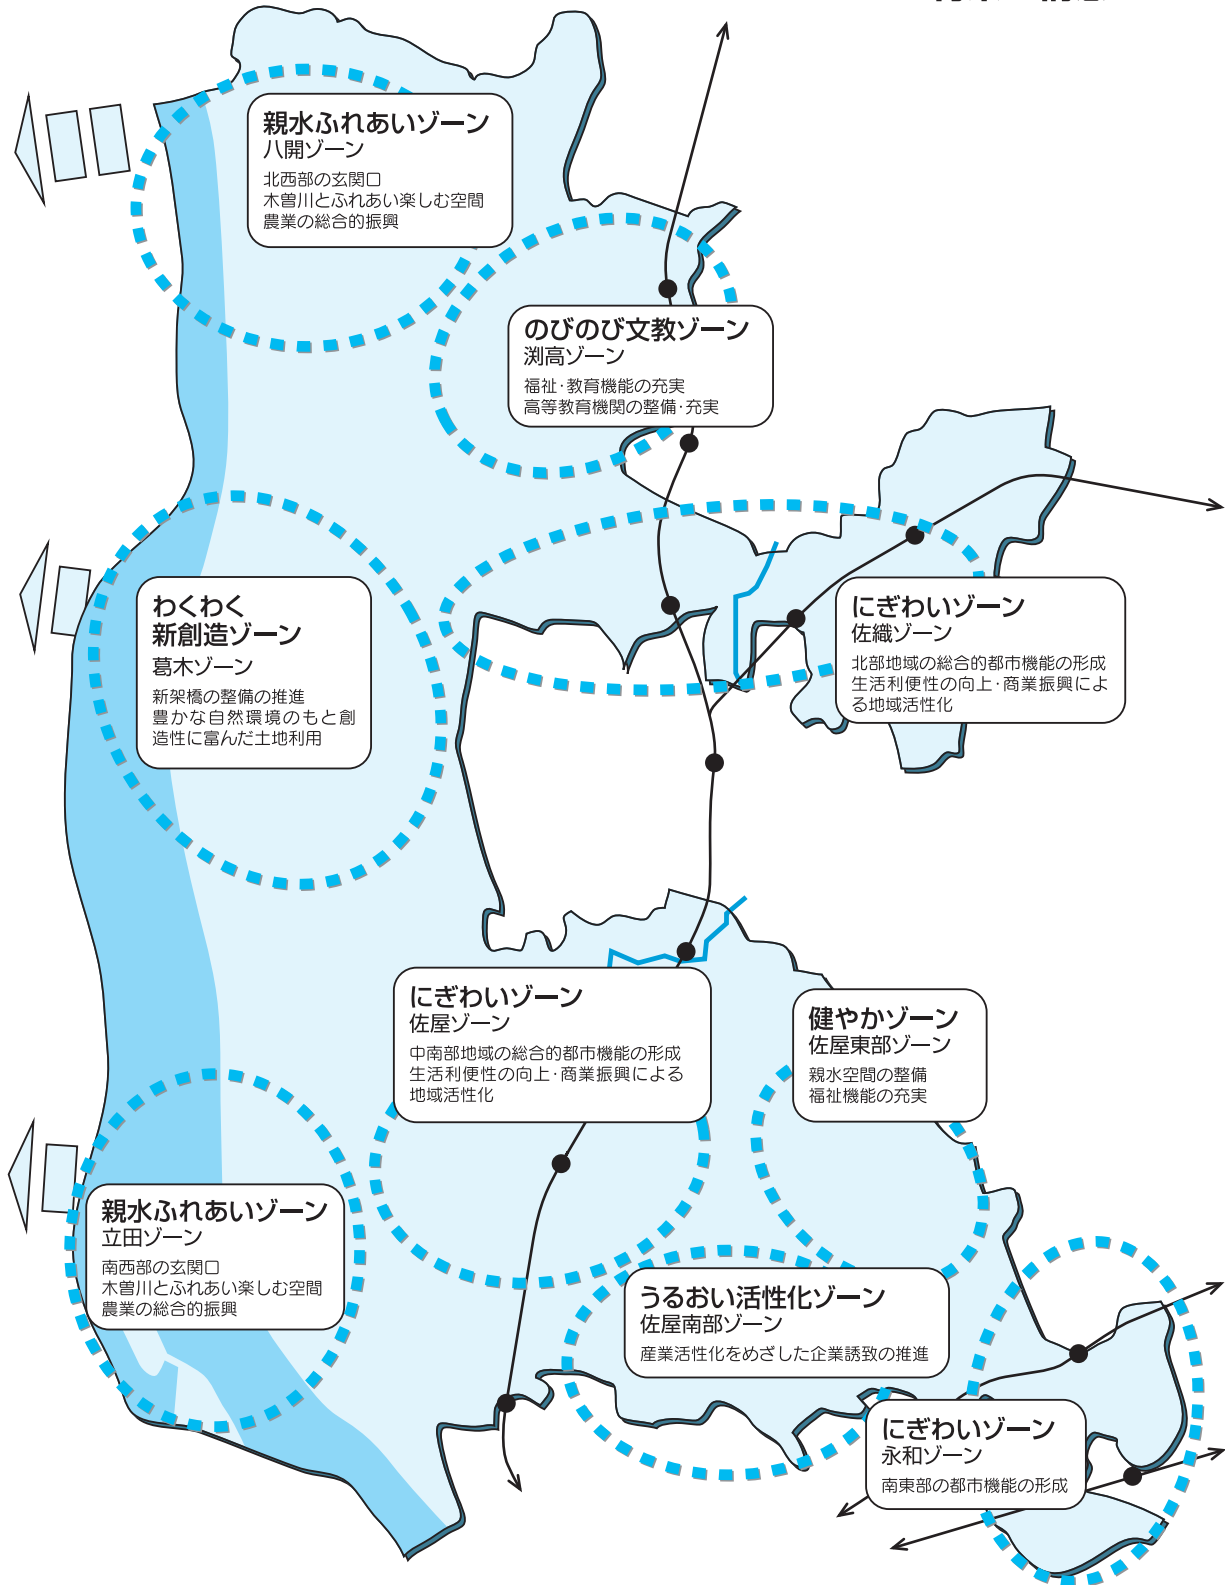 親水ふれあいゾーン
八開ゾーン
北西部の玄関口
木曽川とふれあい楽しむ空間
農業の総合的振興
のびのび文教ゾーン
渕高ゾーン
福祉・教育機能の充実
高等教育機関の整備・充実
わくわく
新創造ゾーン
葛木ゾーン
新架橋の整備の推進
豊かな自然環境のもと創
造性に富んだ土地利用
にぎわいゾーン
佐織ゾーン
北部地域の総合的都市機能の形成
生活利便性の向上・商業振興によ
る地域活性化
にぎわいゾーン
佐屋ゾーン
中南部地域の総合的都市機能の形成
生活利便性の向上・商業振興による
地域活性化
健やかゾーン
佐屋東部ゾーン
親水空間の整備
福祉機能の充実
親水ふれあいゾーン
立田ゾーン
南西部の玄関口
木曽川とふれあい楽しむ空間
農業の総合的振興
うるおい活性化ゾーン
佐屋南部ゾーン
産業活性化をめざした企業誘致の推進
にぎわいゾーン
永和ゾーン
南東部の都市機能の形成